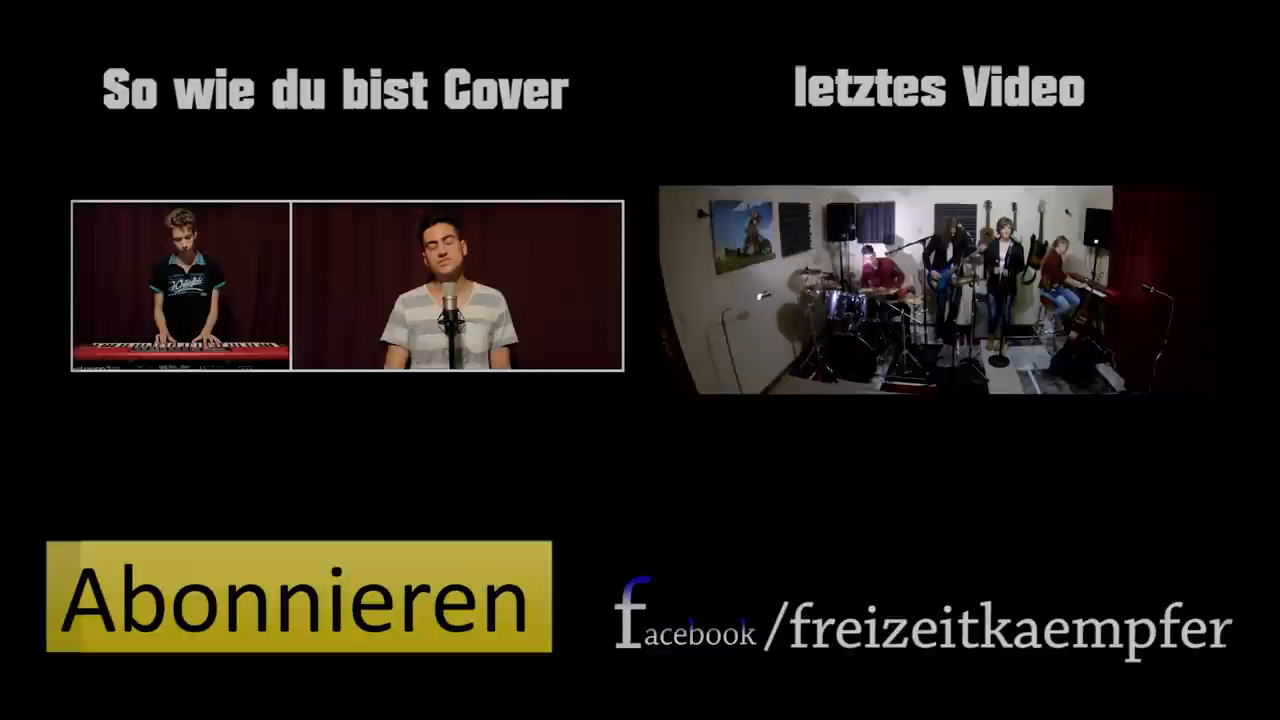 So wie du bist Cover
letztes Video
Abonnieren
facebook/freizeitkaempfer